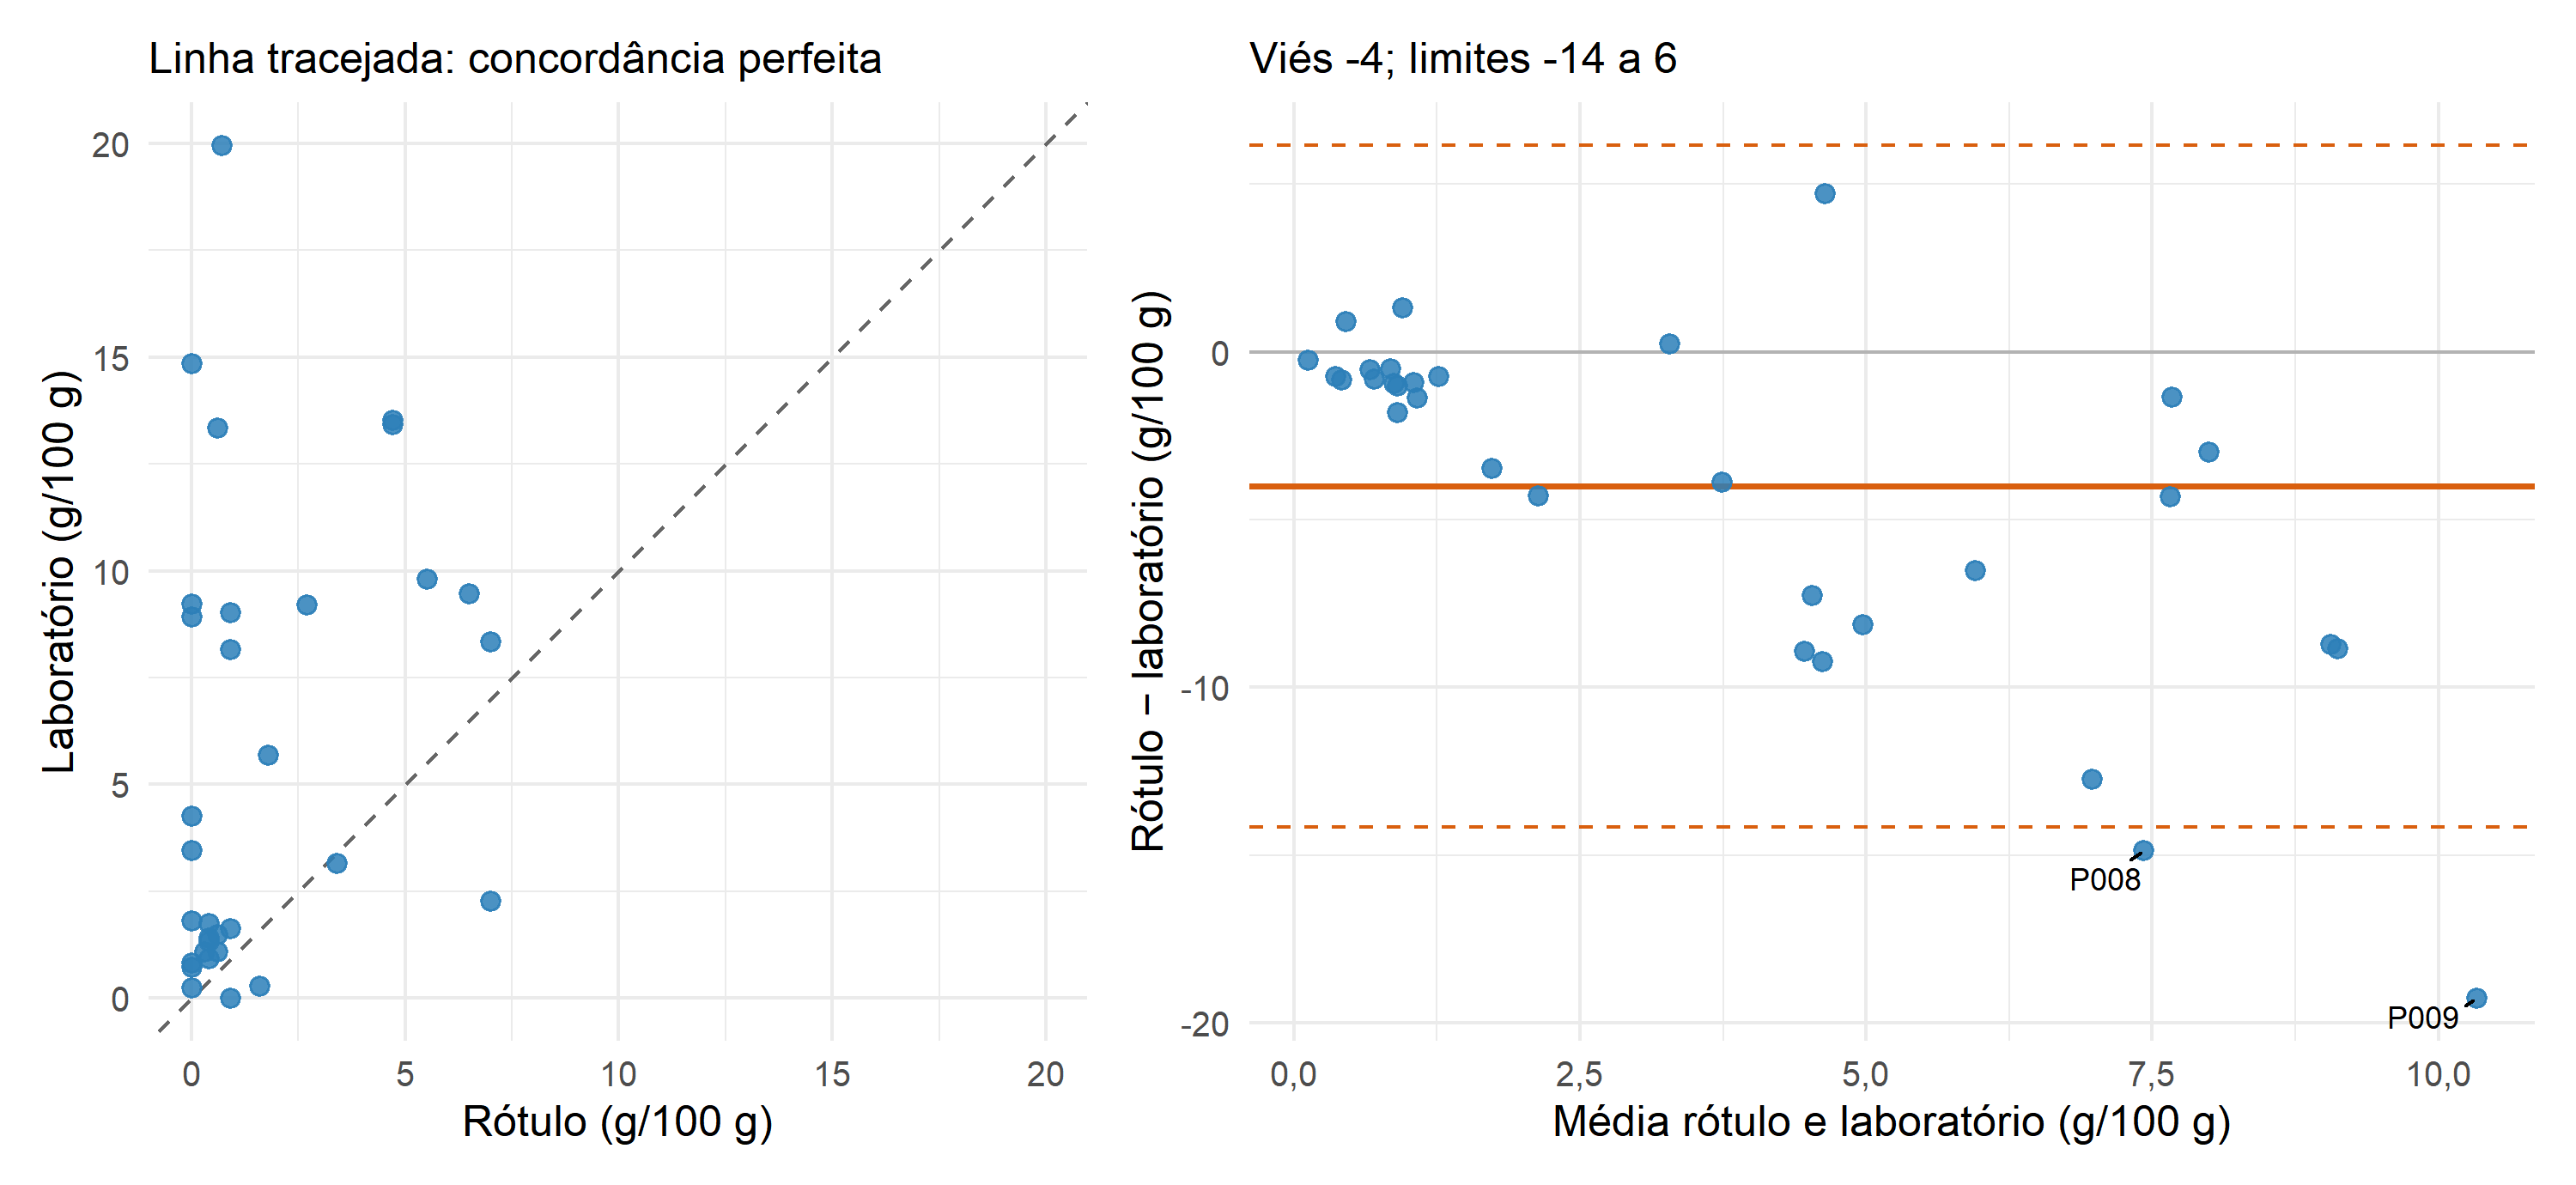 Linha tracejada: concordância perfeita
Laboratório (g/100 g)
20
15
10
5
0
0 5 10 15 20
Rótulo (g/100 g)
Viés -4; limites -14 a 6
Rótulo − laboratório (g/100 g)
0
-10
-20
P008
P009
0,0 2,5 5,0 7,5 10,0
Média rótulo e laboratório (g/100 g)